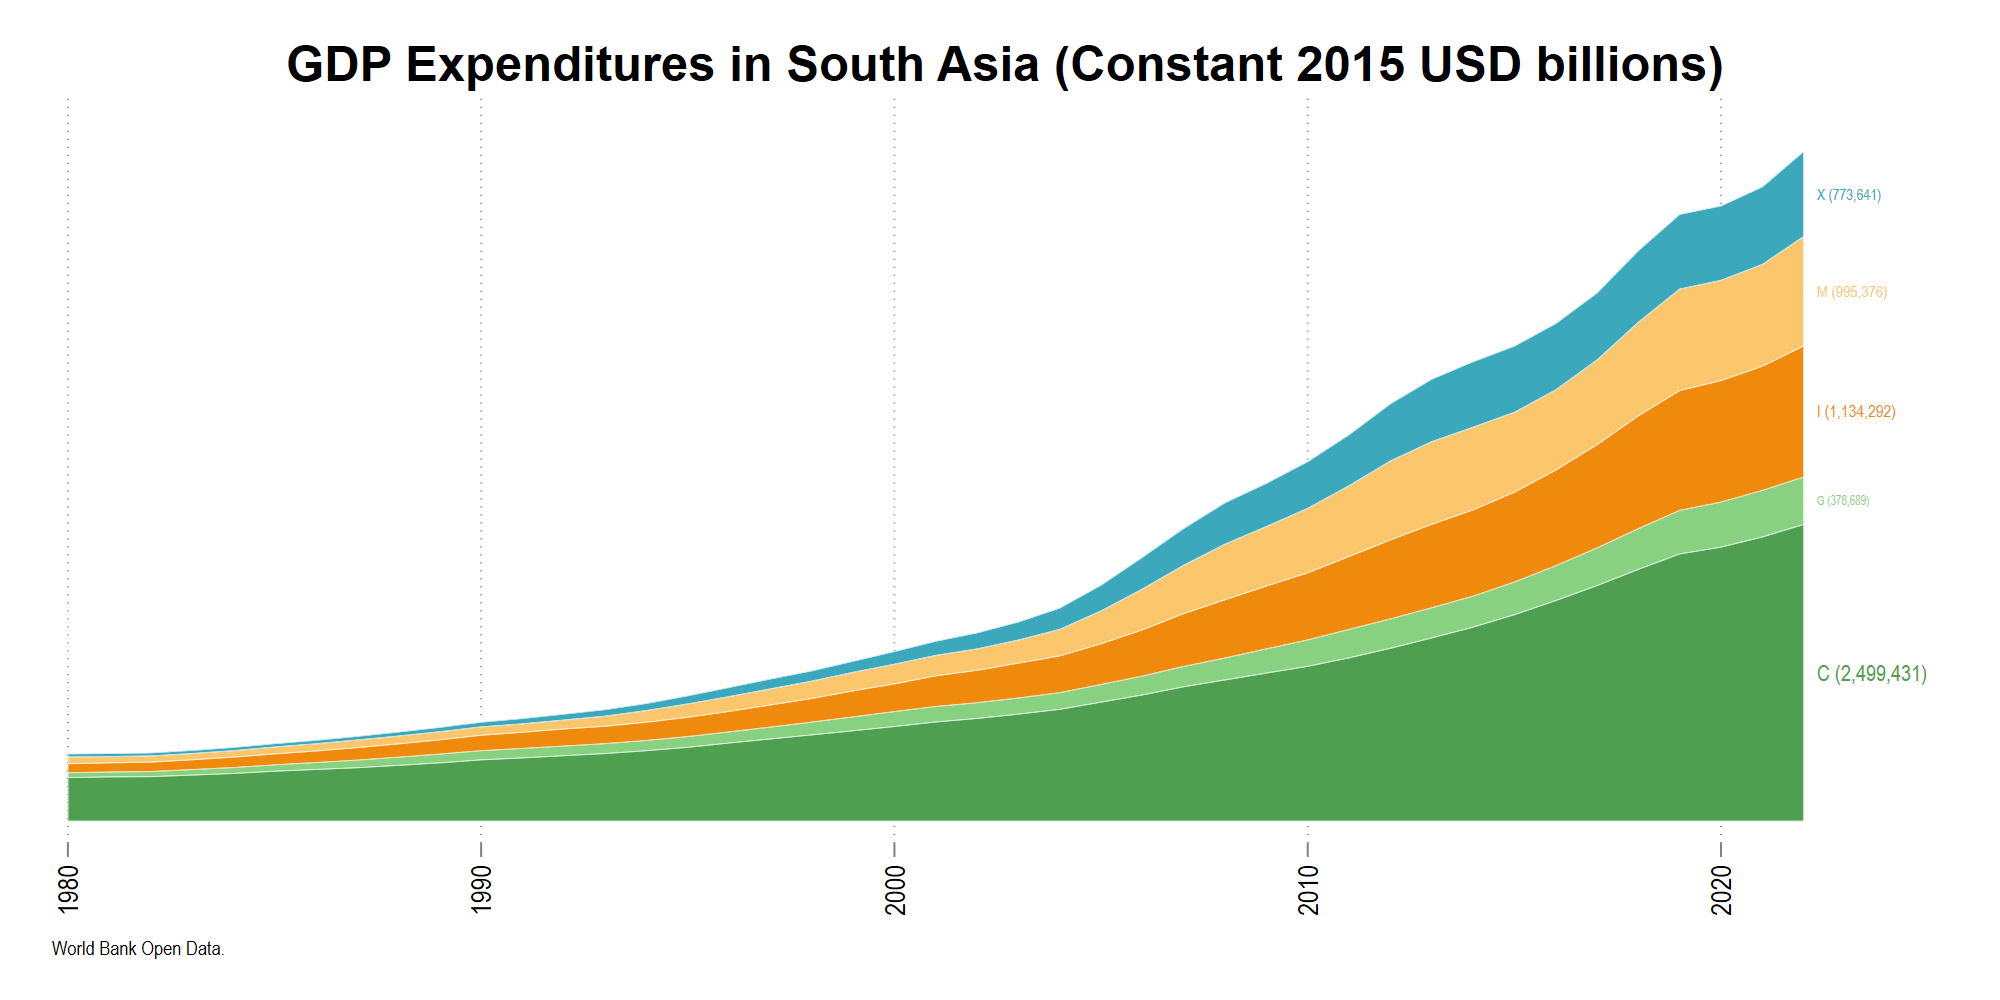 GDP Expenditures in South Asia (Constant 2015 USD billions)
X (773,641)
M (995,376)
I (1,134,292)
G (378,689)
C (2,499,431)
1980
1990
2000
2010
2020
World Bank Open Data.